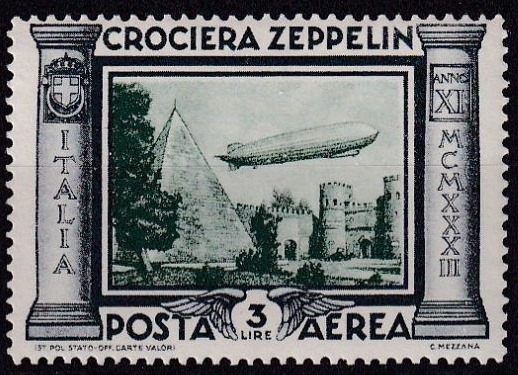 CROCIERA ZEPPELIN
ITALIA
ANNO
XI
MCMXXXIII
POSTA 3 AEREA
LIRE
IST. POL. STATO-OFF. CARTE VALORI
C. MEZZANA